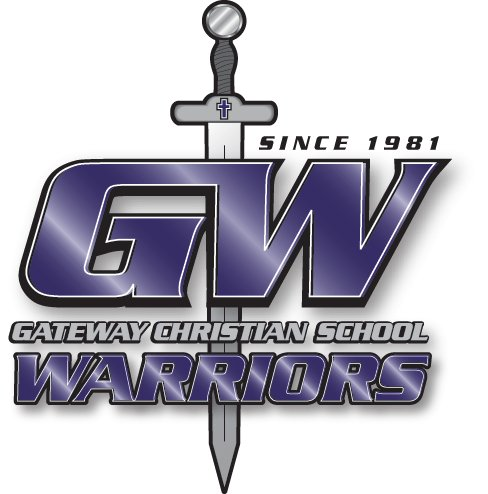 SINCE 1981
GW
GATEWAY CHRISTIAN SCHOOL
WARRIORS